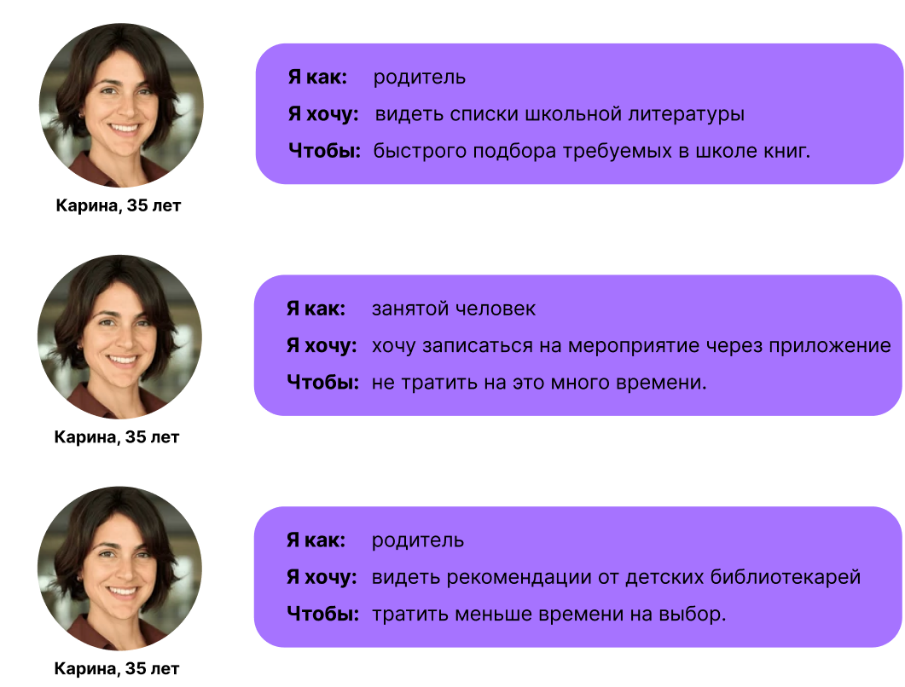 Я как: родитель
Я хочу: видеть списки школьной литературы
Чтобы: быстрого подбора требуемых в школе книг.
Карина, 35 лет
Я как: занятой человек
Я хочу: хочу записаться на мероприятие через приложение
Чтобы: не тратить на это много времени.
Карина, 35 лет
Я как: родитель
Я хочу: видеть рекомендации от детских библиотекарей
Чтобы: тратить меньше времени на выбор.
Карина, 35 лет